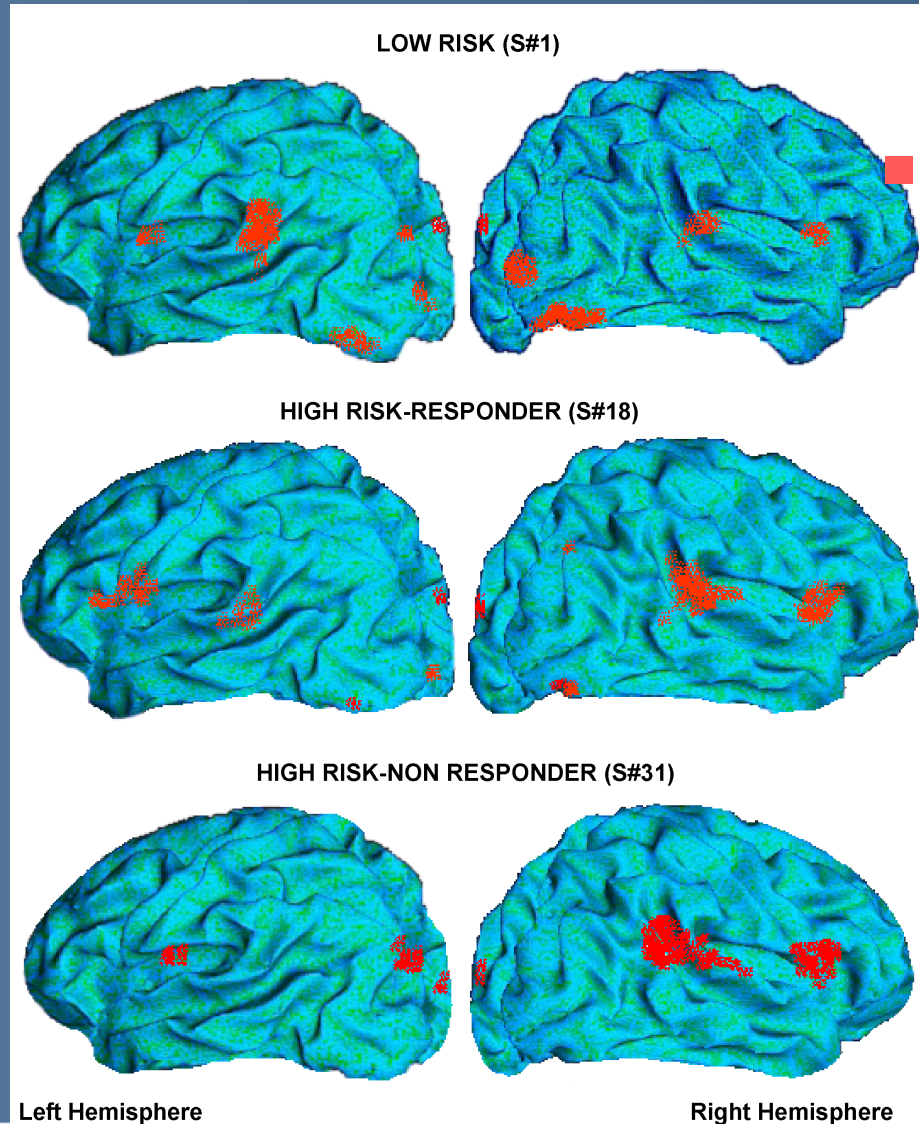 LOW RISK (S#1)
HIGH RISK-RESPONDER (S#18)
HIGH RISK-NON RESPONDER (S#31)
Left Hemisphere
Right Hemisphere